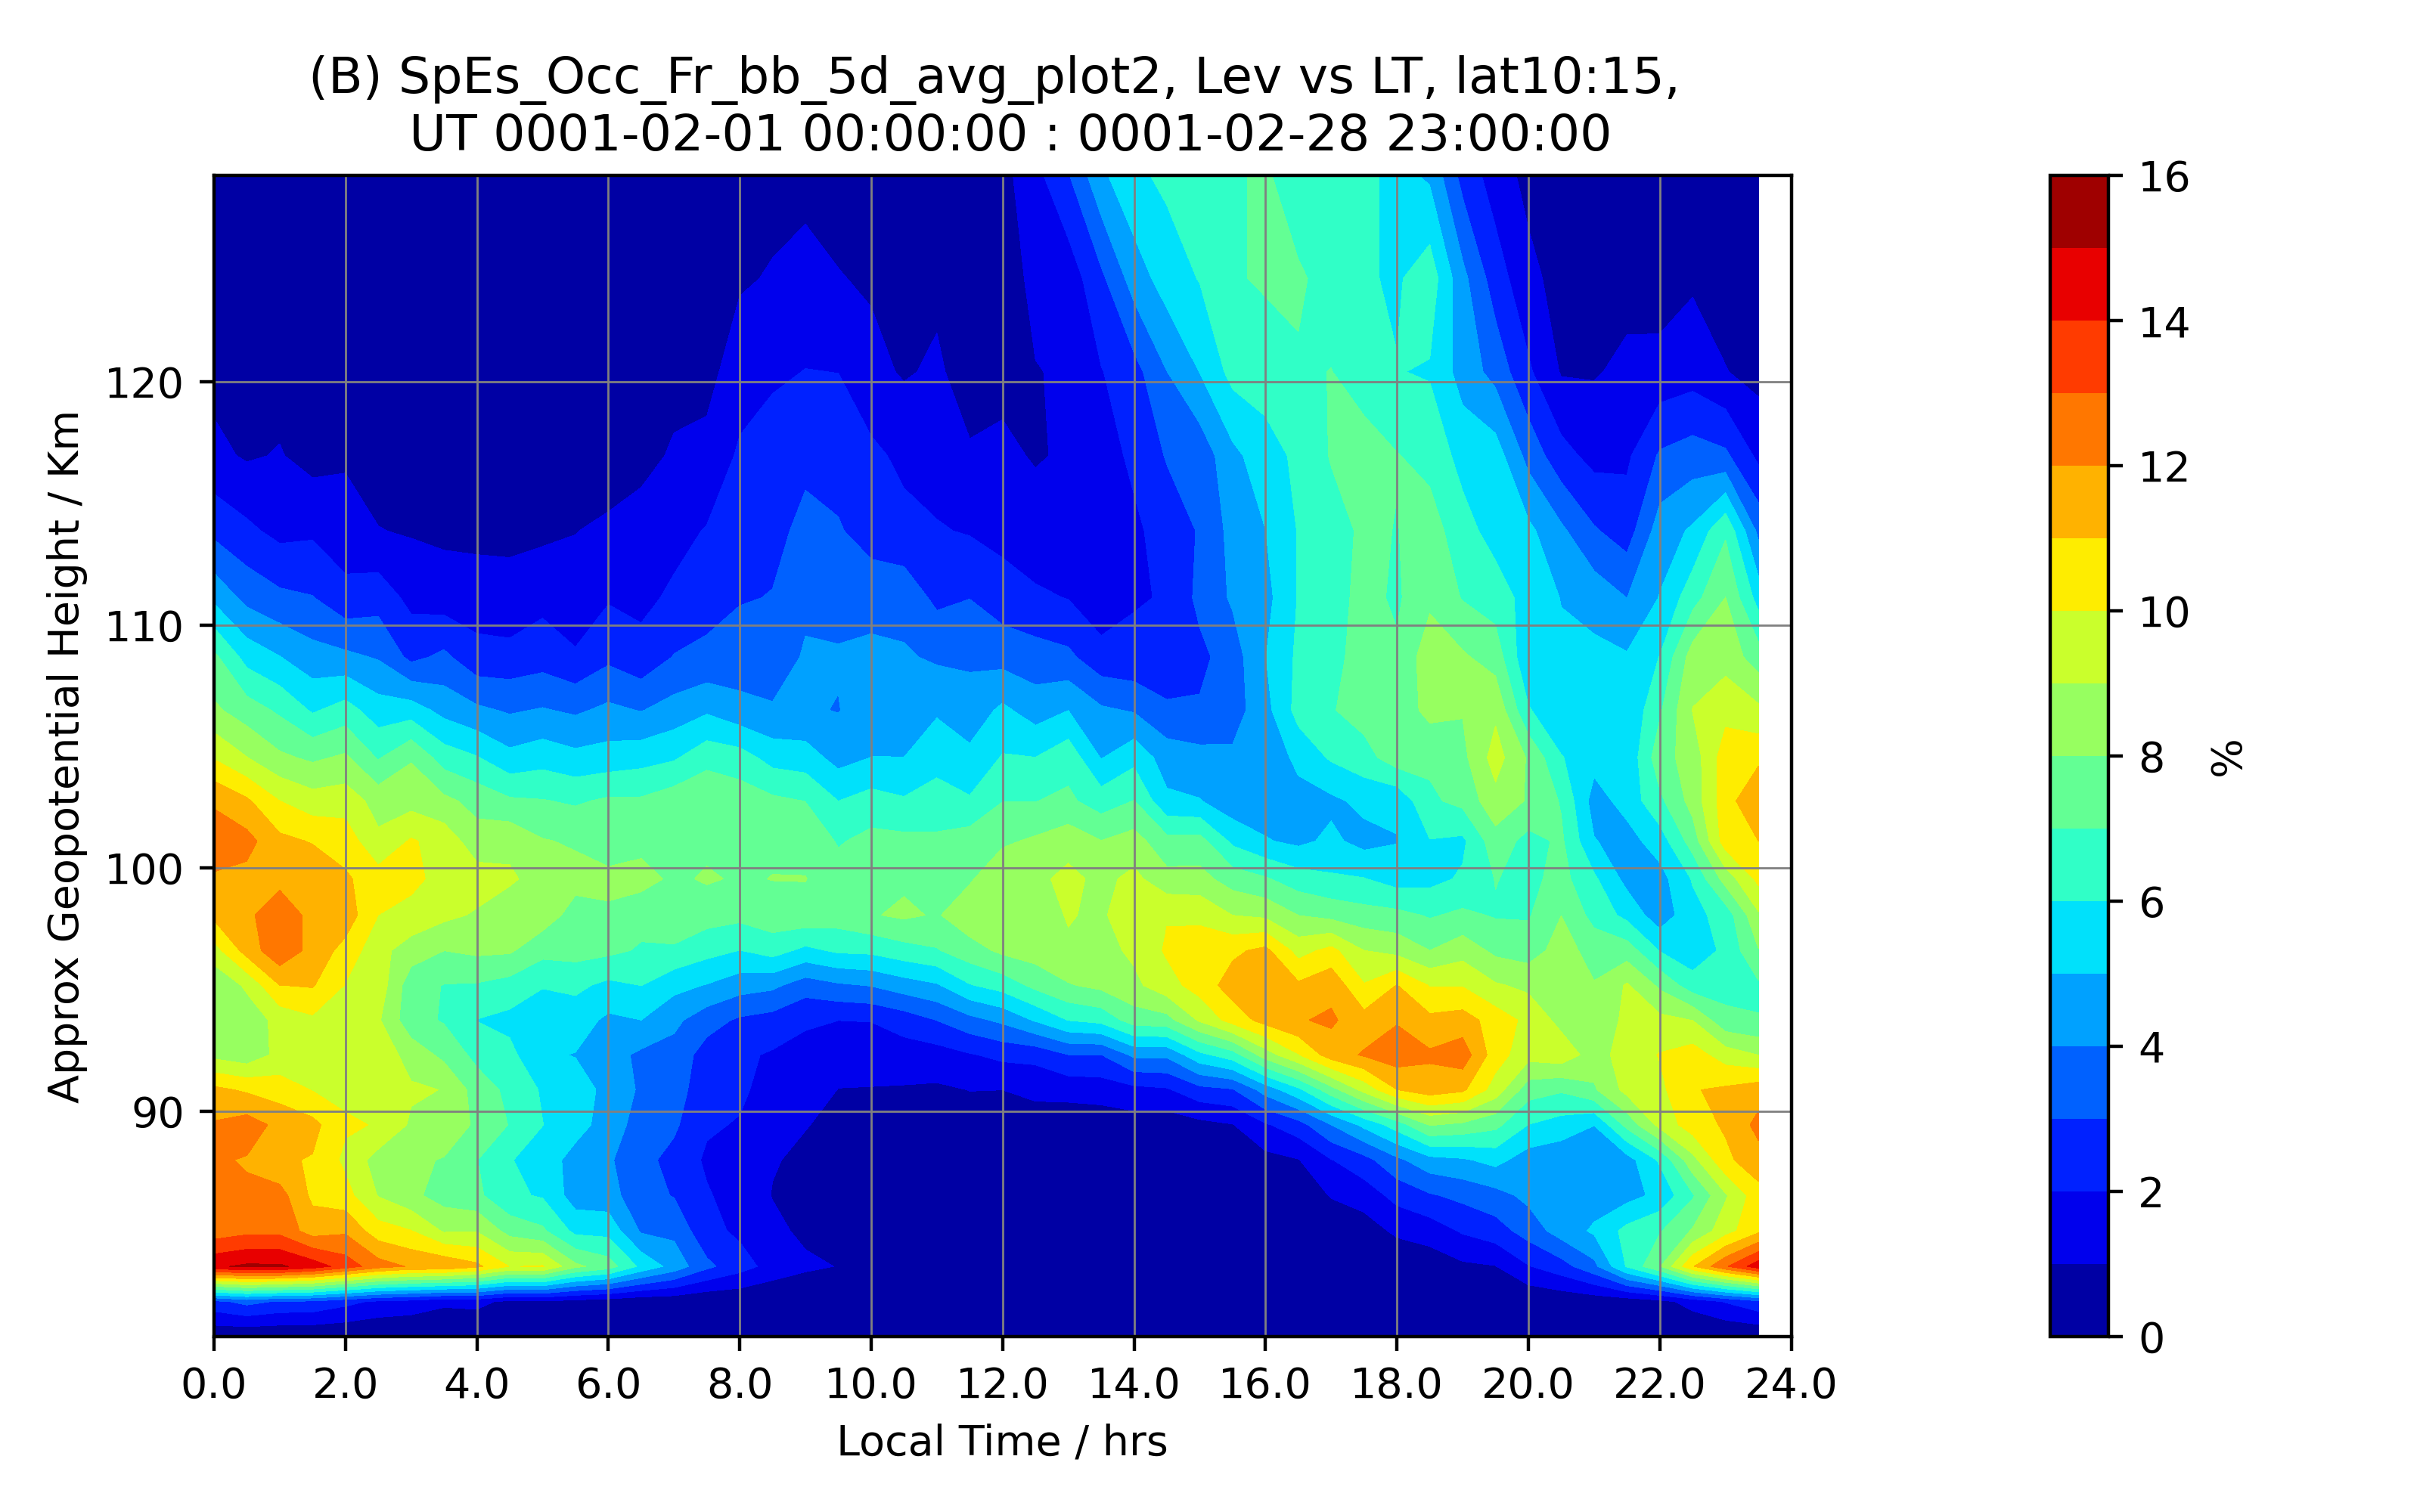 (B) SpEs_Occ_Fr_bb_5d_avg_plot2, Lev vs LT, lat10:15,
UT 0001-02-01 00:00:00 : 0001-02-28 23:00:00
Approx Geopotential Height / Km
120
110
100
90
0.0 2.0 4.0 6.0 8.0 10.0 12.0 14.0 16.0 18.0 20.0 22.0 24.0
Local Time / hrs
16
14
12
10
8
6
4
2
0
%